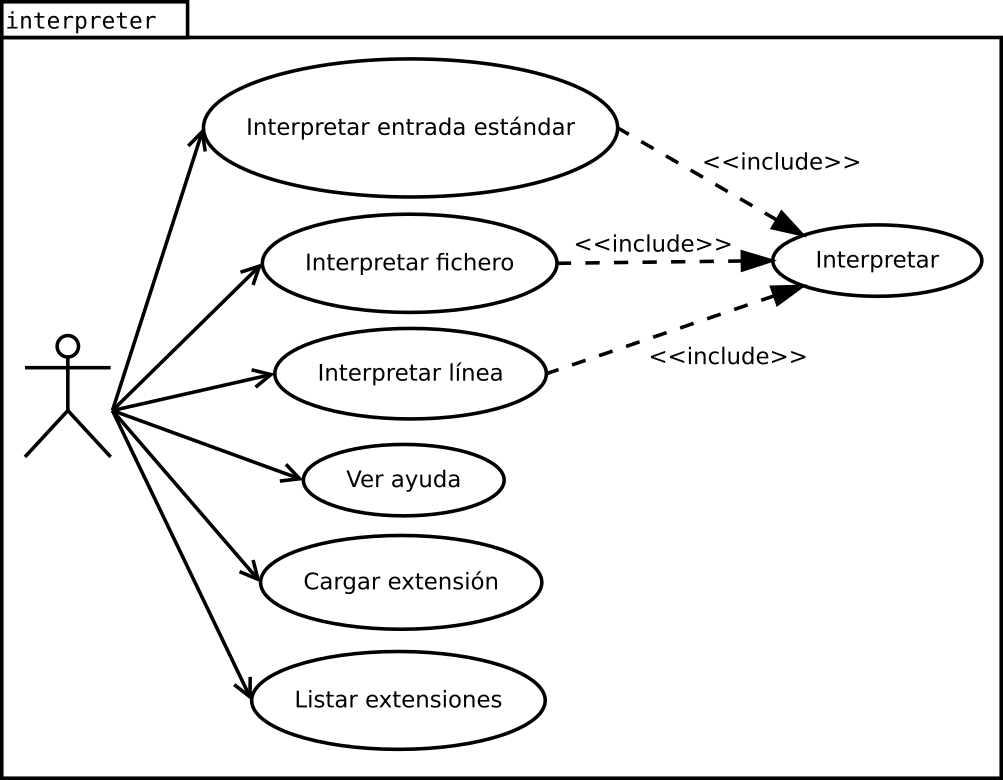 interpreter
Interpretar entrada estándar
<<include>>
Interpretar fichero
<<include>>
Interpretar
Interpretar línea
<<include>>
Ver ayuda
Cargar extensión
Listar extensiones